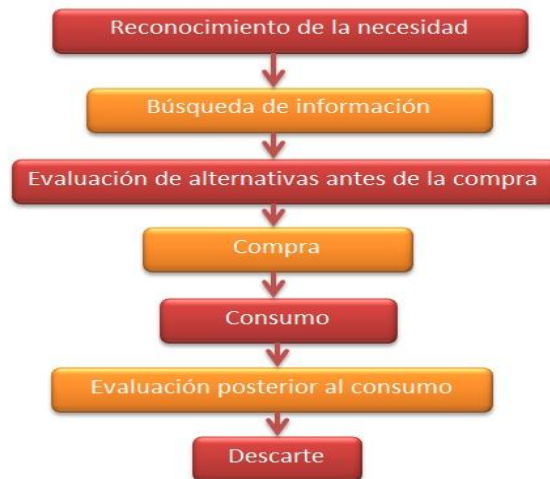 Reconocimiento de la necesidad
Búsqueda de información
Evaluación de alternativas antes de la compra
Compra
Consumo
Evaluación posterior al consumo
Descarte